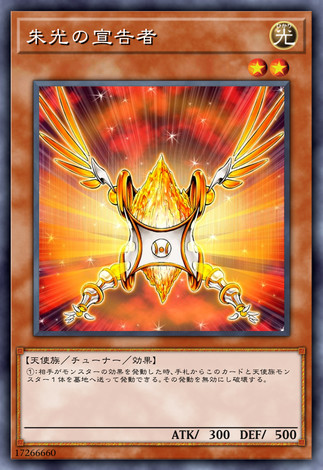 朱光の宣告者
光
【天使族／チューナー／効果】
①：相手がモンスターの効果を発動した時、手札からこのカードと天使族モン
スター１体を墓地へ送って発動できる。その発動を無効にし破壊する。
ATK/ 300 DEF/ 500
17266660